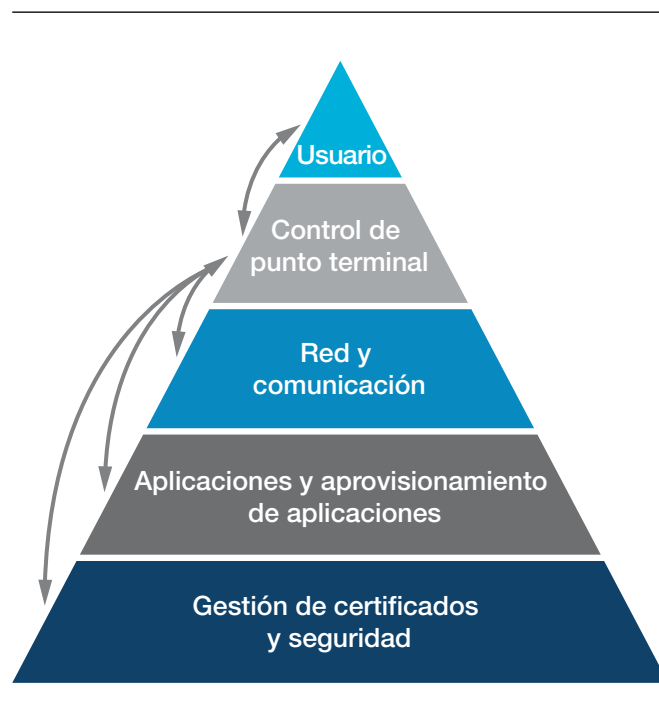 Usuario
Control de
punto terminal
Red y
comunicación
Aplicaciones y aprovisionamiento
de aplicaciones
Gestión de certificados
y seguridad